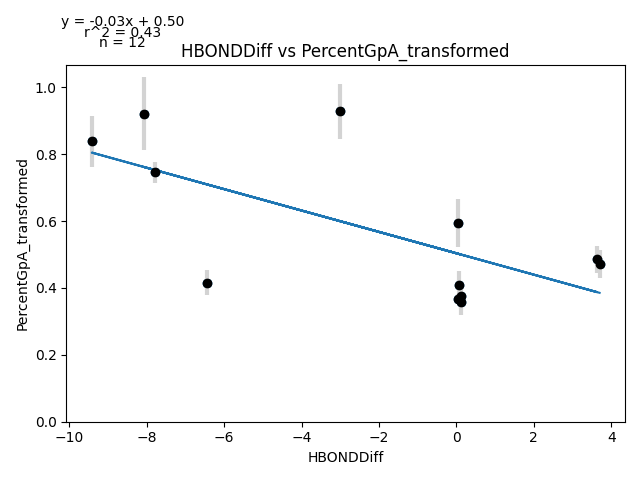 y = -0.03x + 0.50
r^2 = 0.43
n = 12
HBONDDiff vs PercentGpA_transformed
PercentGpA_transformed
1.0
0.8
0.6
0.4
0.2
0.0
−10
−8
−6
−4
−2
0
2
4
HBONDDiff